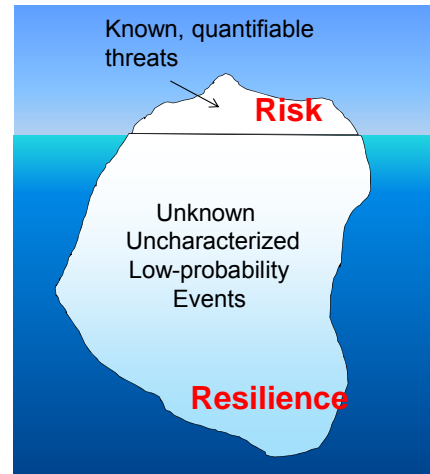 Known, quantifiable
threats
Risk
Unknown
Uncharacterized
Low-probability
Events
Resilience